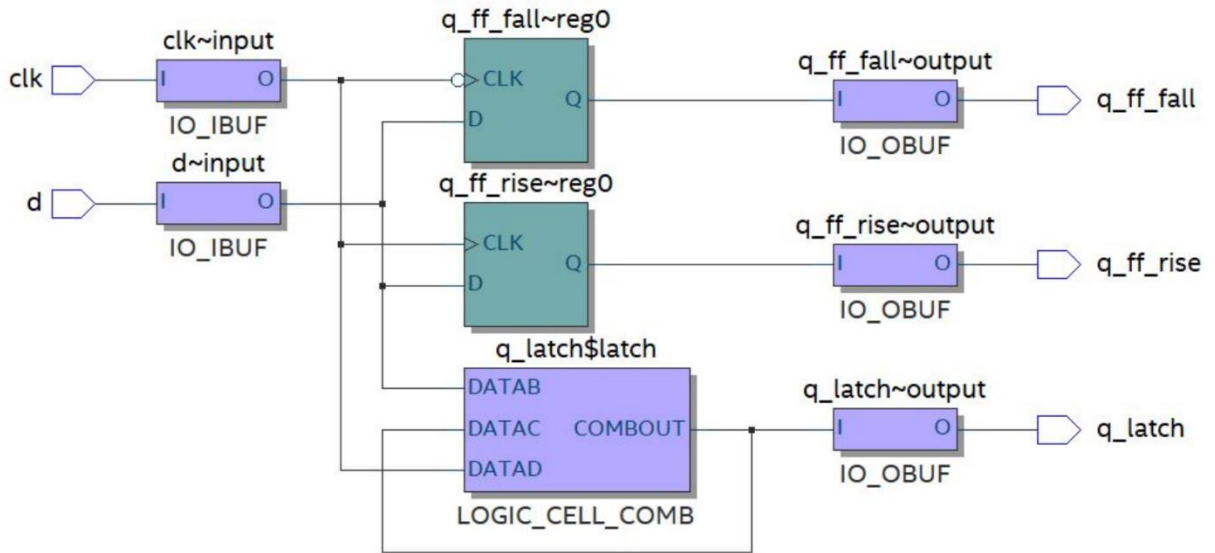 q_ff_fall~reg0
clk~input
clk
I O
IO_IBUF
CLK
D
Q
q_ff_fall~output
I O
IO_OBUF
q_ff_fall
d~input
d
I O
IO_IBUF
q_ff_rise~reg0
CLK
D
Q
q_ff_rise~output
I O
IO_OBUF
q_ff_rise
q_latch$latch
DATAB
DATAC COMBOUT
DATAD
LOGIC_CELL_COMB
q_latch~output
I O
IO_OBUF
q_latch